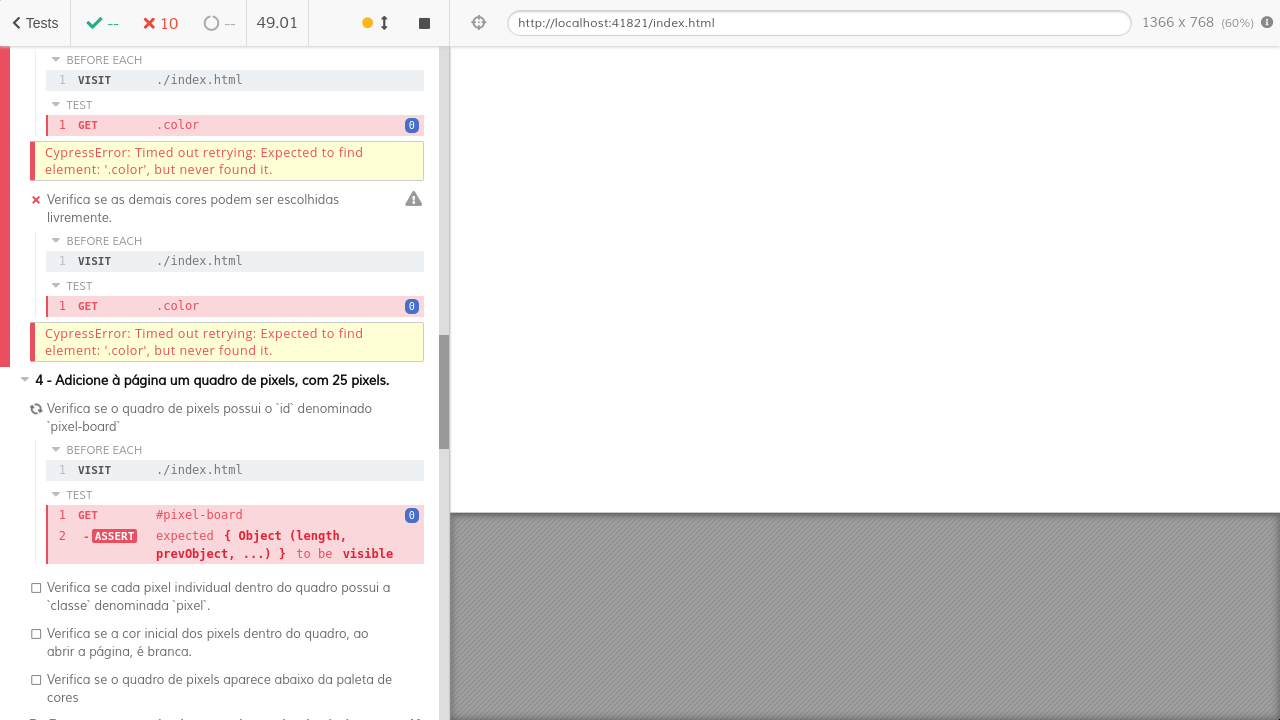 Tests
--
10
--
49.01
http://localhost:41821/index.html
1366 x 768 (60%)
BEFORE EACH
1 VISIT ./index.html
TEST
1 GET .color 0
CypressError: Timed out retrying: Expected to find
element: '.color', but never found it.
Verifica se as demais cores podem ser escolhidas
livremente.
BEFORE EACH
1 VISIT ./index.html
TEST
1 GET .color 0
CypressError: Timed out retrying: Expected to find
element: '.color', but never found it.
4 - Adicione à página um quadro de pixels, com 25 pixels.
Verifica se o quadro de pixels possui o `id` denominado
`pixel-board`
BEFORE EACH
1 VISIT ./index.html
TEST
1 GET #pixel-board 0
2 -ASSERT expected { Object (length,
prevObject, ...) } to be visible
Verifica se cada pixel individual dentro do quadro possui a
`classe` denominada `pixel`.
Verifica se a cor inicial dos pixels dentro do quadro, ao
abrir a página, é branca.
Verifica se o quadro de pixels aparece abaixo da paleta de
cores